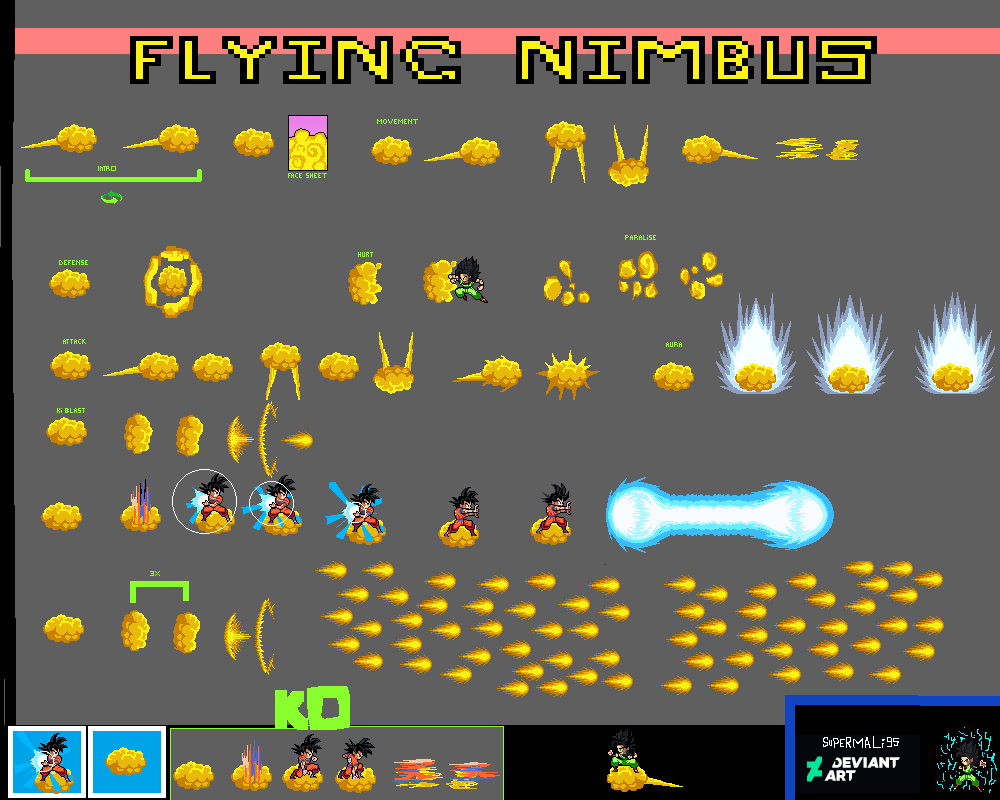 FLYING NIMBUS
MOVEMENT
INTRO
FACE SHEET
PARALiSE
DEFENSE
HURT
ATTACK
AURA
Ki BLAST
3X
KO
SUPERMALi95
DEVIANT
ART